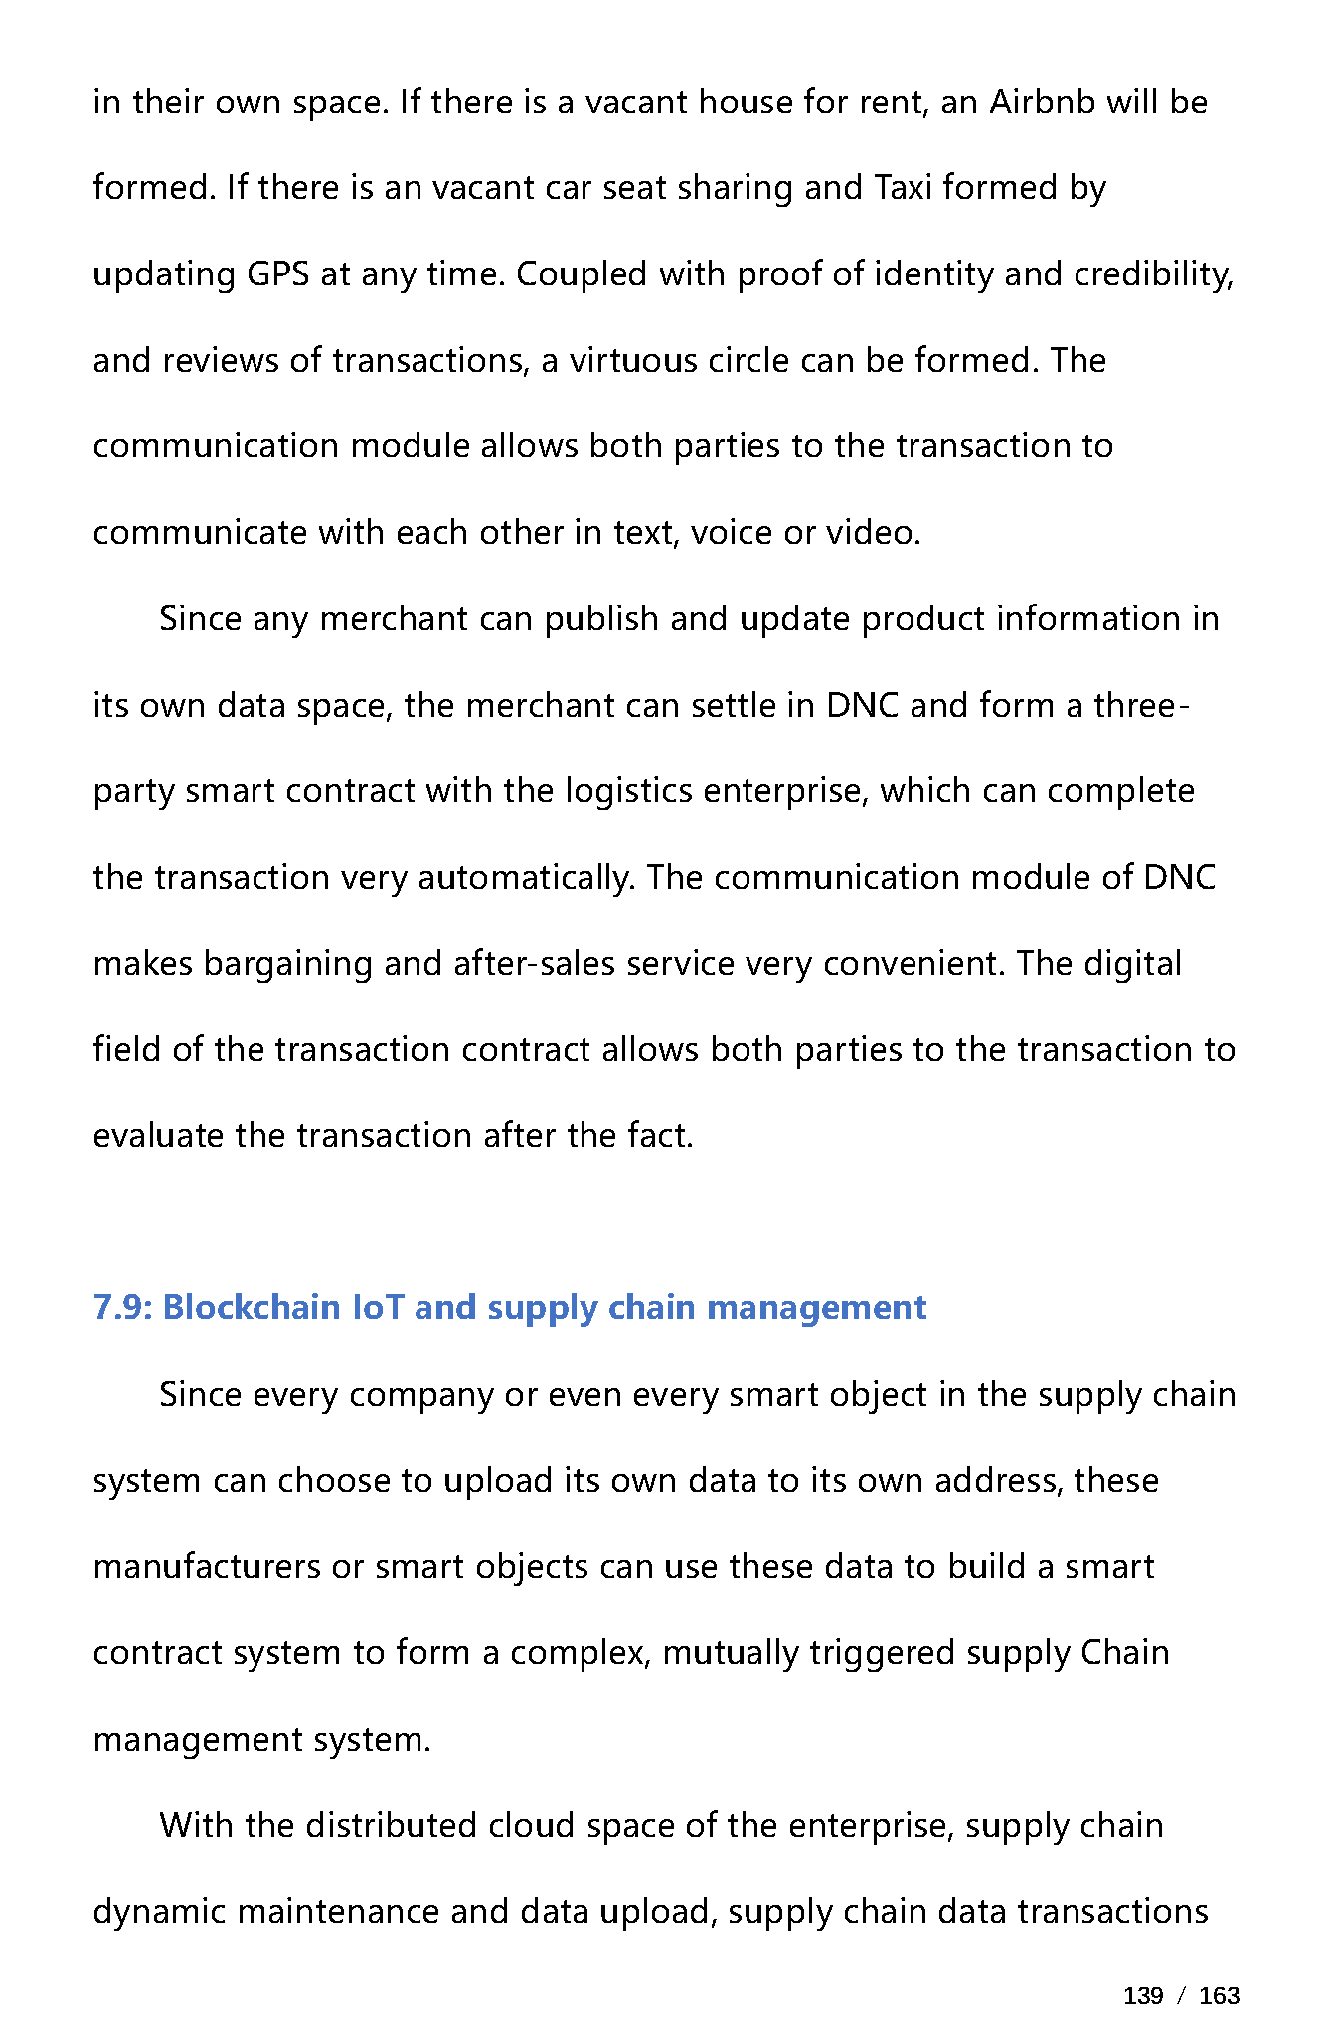 in their own space. If there is a vacant house for rent, an Airbnb will be
formed. If there is an vacant car seat sharing and Taxi formed by
updating GPS at any time. Coupled with proof of identity and credibility,
and reviews of transactions, a virtuous circle can be formed. The
communication module allows both parties to the transaction to
communicate with each other in text, voice or video.
Since any merchant can publish and update product information in
its own data space, the merchant can settle in DNC and form a three-
party smart contract with the logistics enterprise, which can complete
the transaction very automatically. The communication module of DNC
makes bargaining and after-sales service very convenient. The digital
field of the transaction contract allows both parties to the transaction to
evaluate the transaction after the fact.
7.9: Blockchain IoT and supply chain management
Since every company or even every smart object in the supply chain
system can choose to upload its own data to its own address, these
manufacturers or smart objects can use these data to build a smart
contract system to form a complex, mutually triggered supply Chain
management system.
With the distributed cloud space of the enterprise, supply chain
dynamic maintenance and data upload, supply chain data transactions
139 / 163